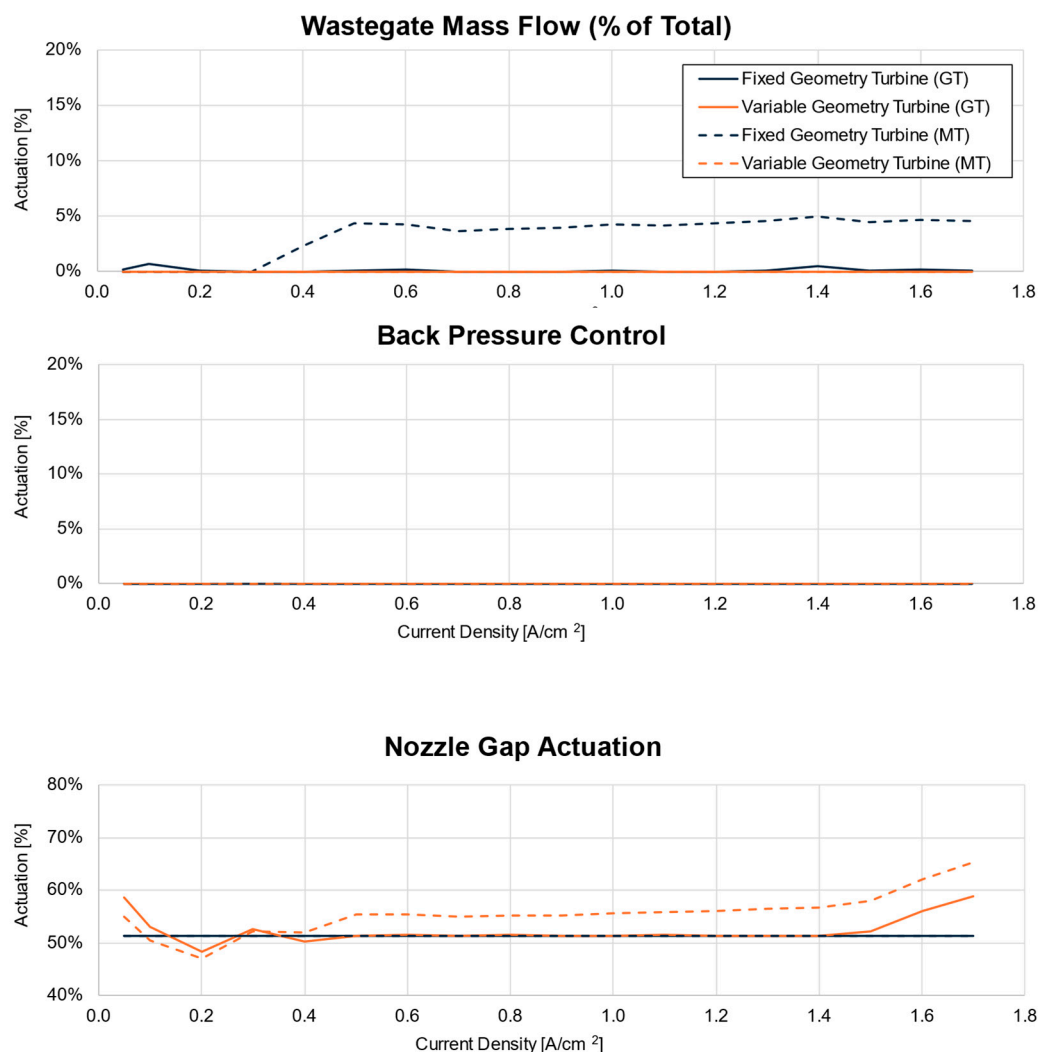 Wastegate Mass Flow (% of Total)
20%
15%
10%
5%
0%
Actuation [%]
Fixed Geometry Turbine (GT)
Variable Geometry Turbine (GT)
Fixed Geometry Turbine (MT)
Variable Geometry Turbine (MT)
0.0 0.2 0.4 0.6 0.8 1.0 1.2 1.4 1.6 1.8
Back Pressure Control
20%
15%
10%
5%
0%
Actuation [%]
0.0 0.2 0.4 0.6 0.8 1.0 1.2 1.4 1.6 1.8
Current Density [A/cm ²]
Nozzle Gap Actuation
80%
70%
60%
50%
40%
Actuation [%]
0.0 0.2 0.4 0.6 0.8 1.0 1.2 1.4 1.6 1.8
Current Density [A/cm ²]